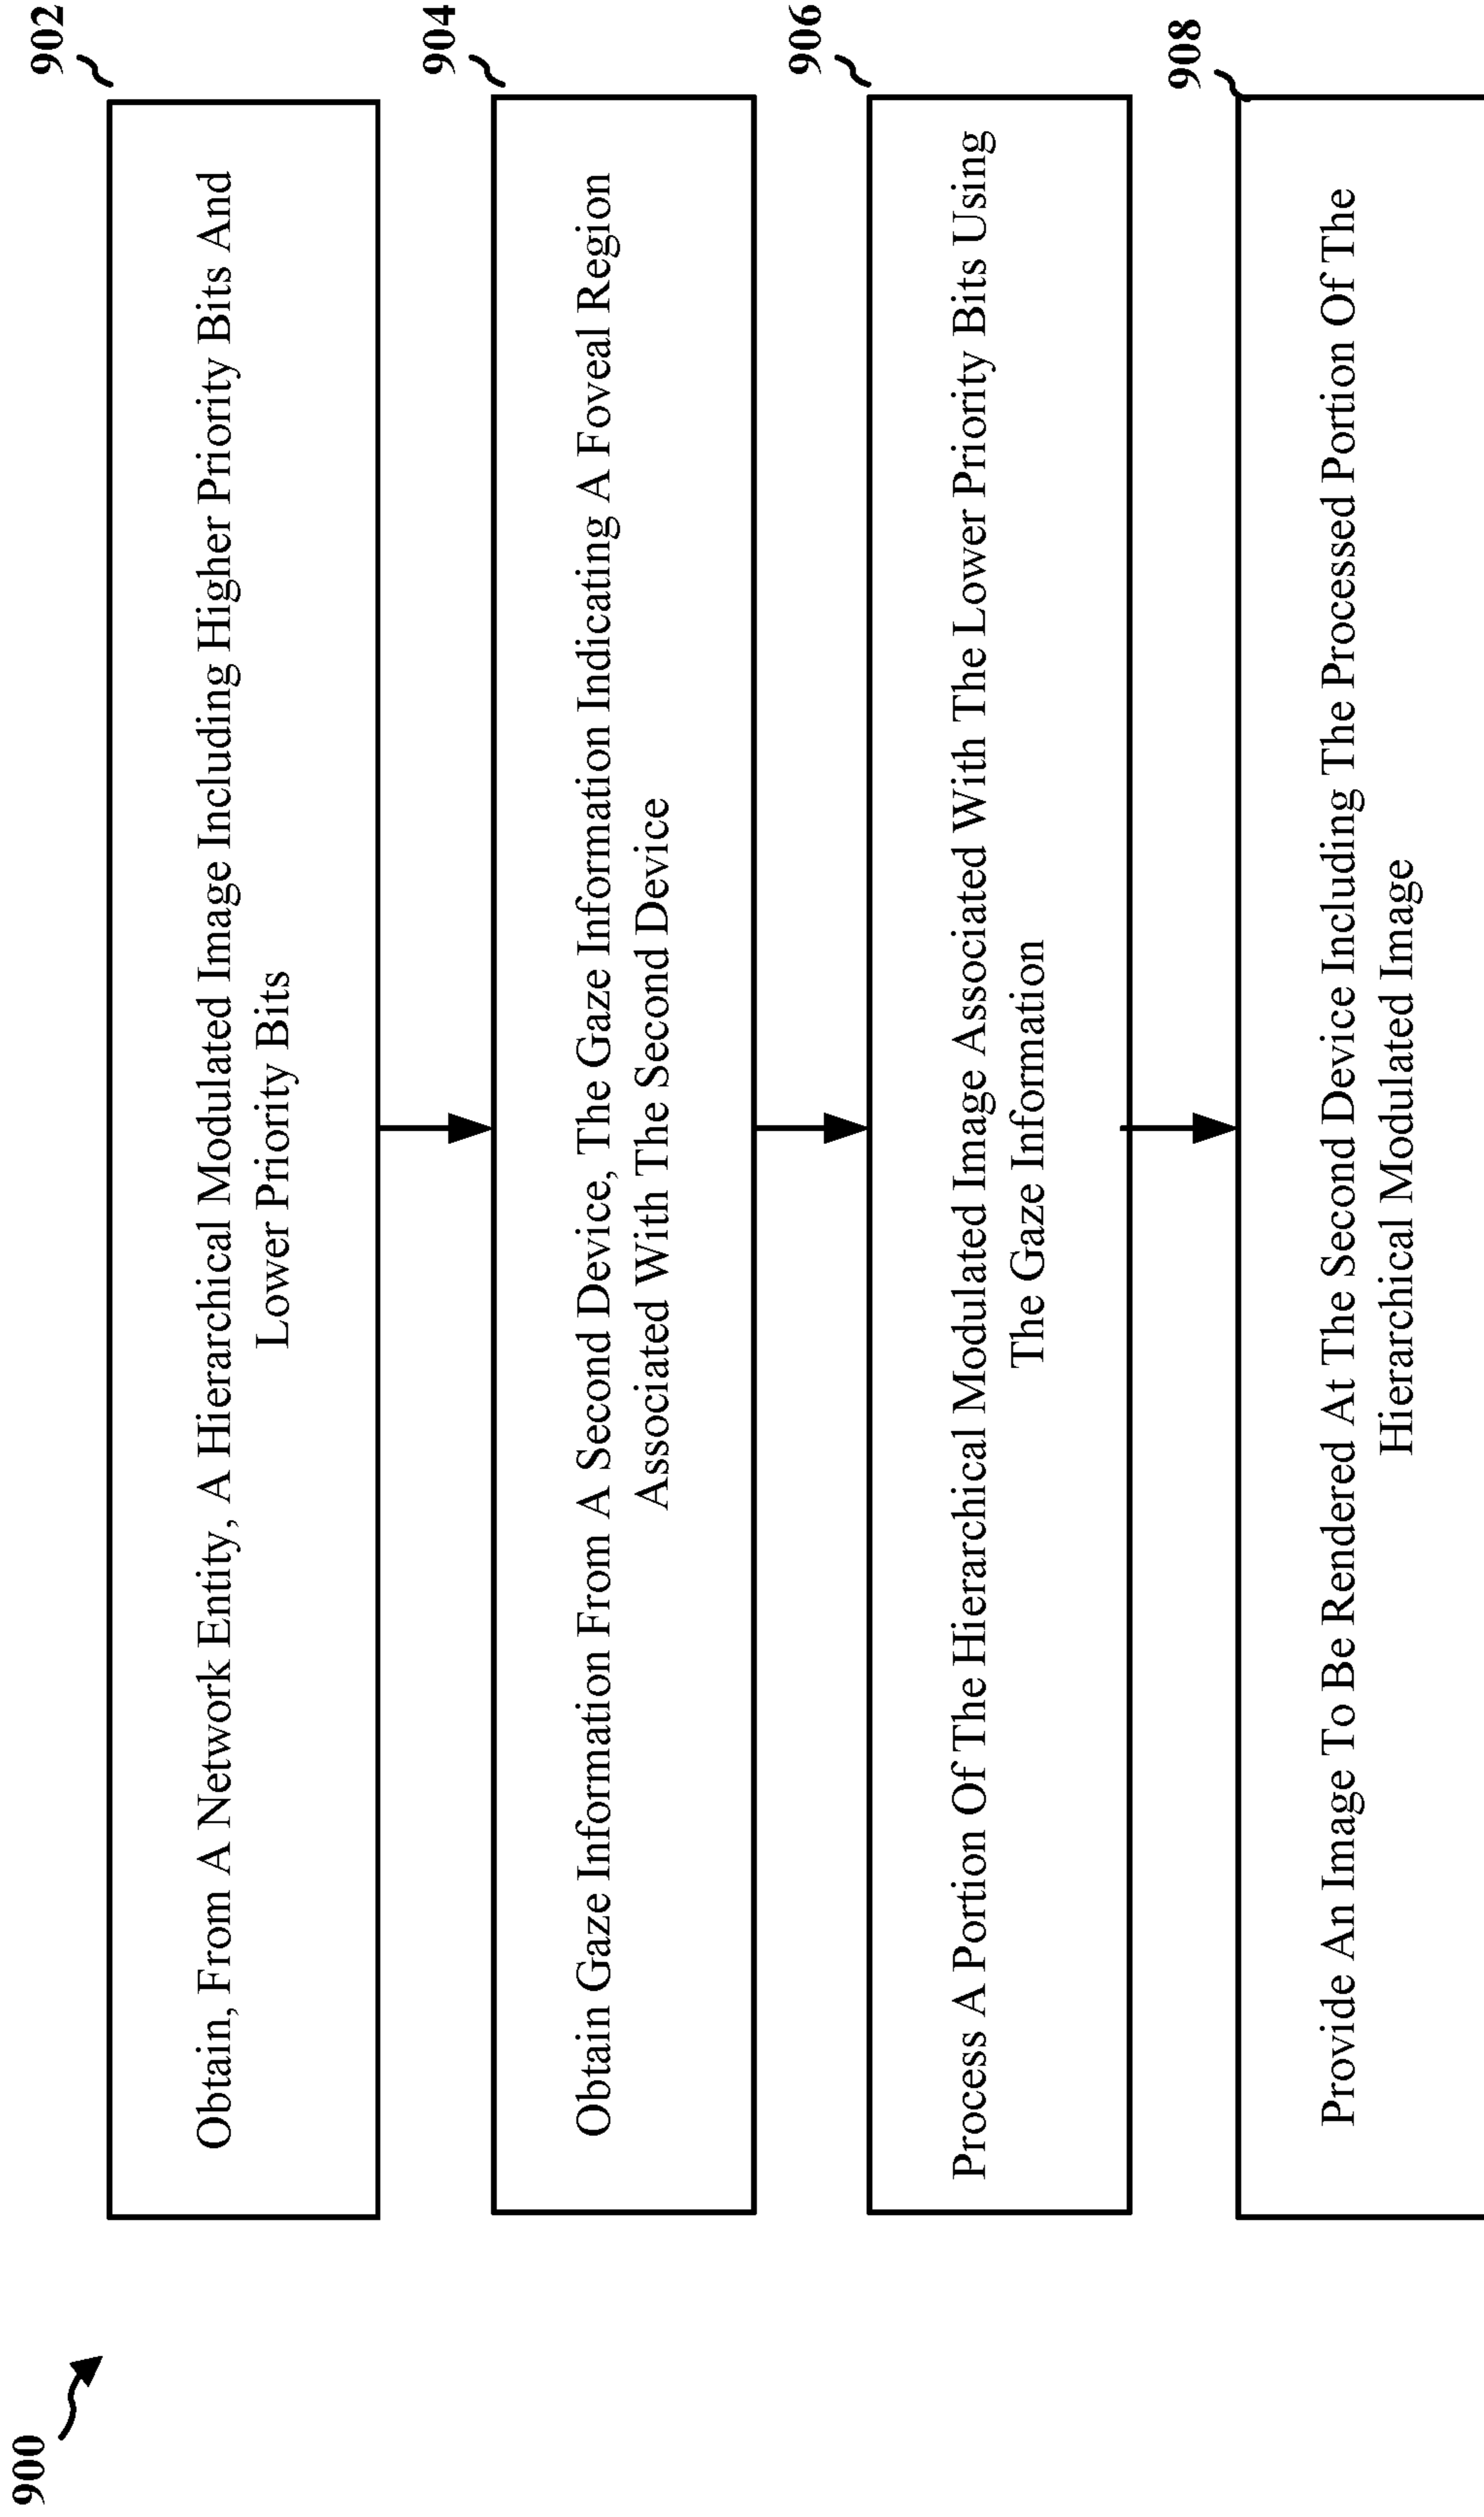 900
902
Obtain, From A Network Entity, A Hierarchical Modulated Image Including Higher Priority Bits And
Lower Priority Bits
904
Obtain Gaze Information From A Second Device, The Gaze Information Indicating A Foveal Region
Associated With The Second Device
906
Process A Portion Of The Hierarchical Modulated Image Associated With The Lower Priority Bits Using
The Gaze Information
908
Provide An Image To Be Rendered At The Second Device Including The Processed Portion Of The
Hierarchical Modulated Image